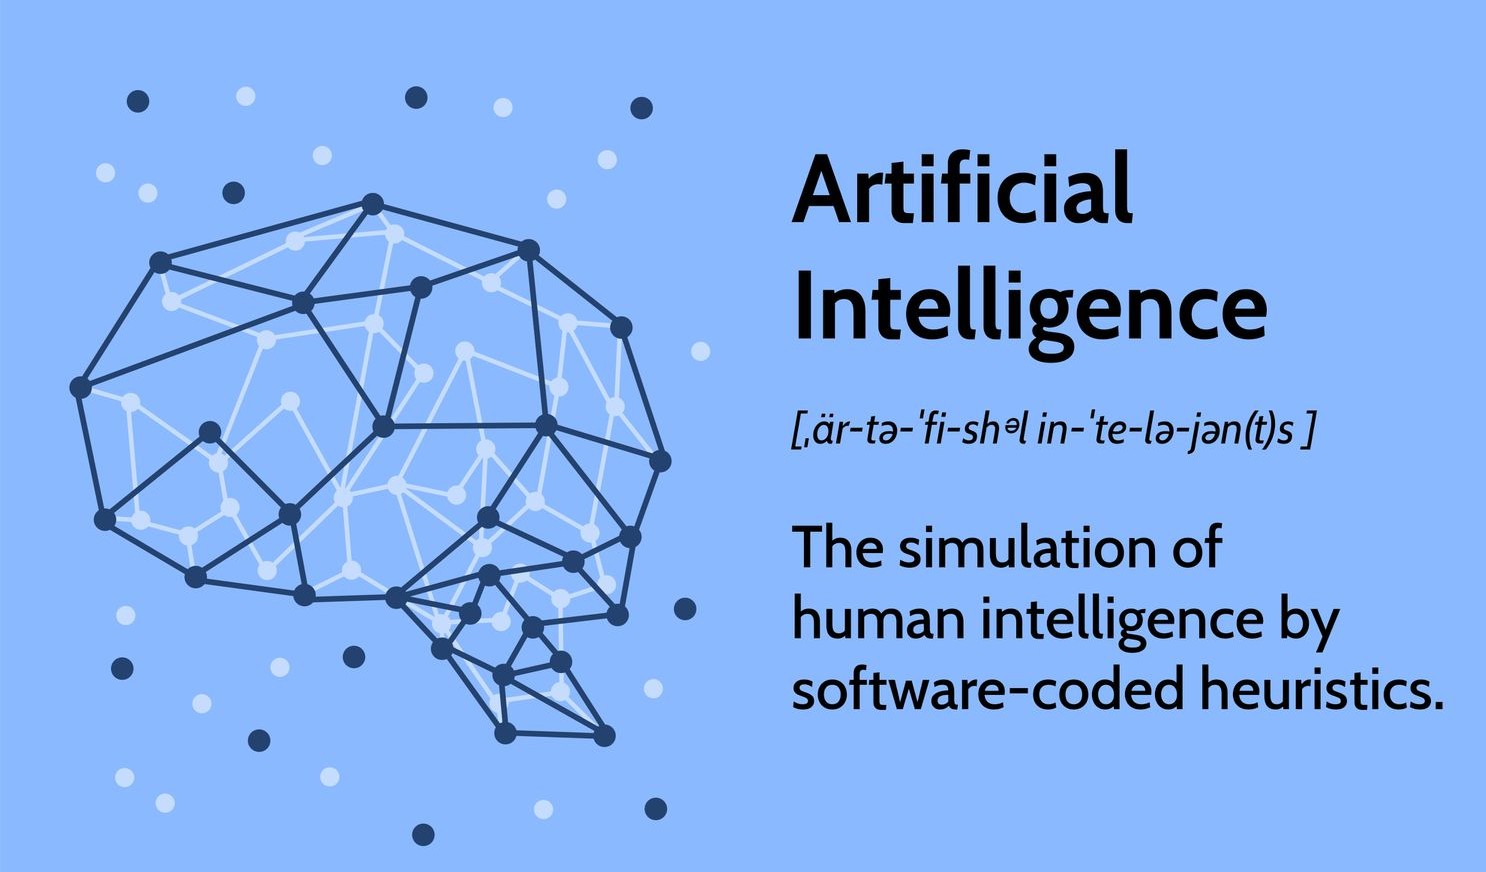 Artificial
Intelligence
[ˌär-tə-ˈfi-shᵊl in-ˈte-lə-jən(t)s ]
The simulation of
human intelligence by
software-coded heuristics.